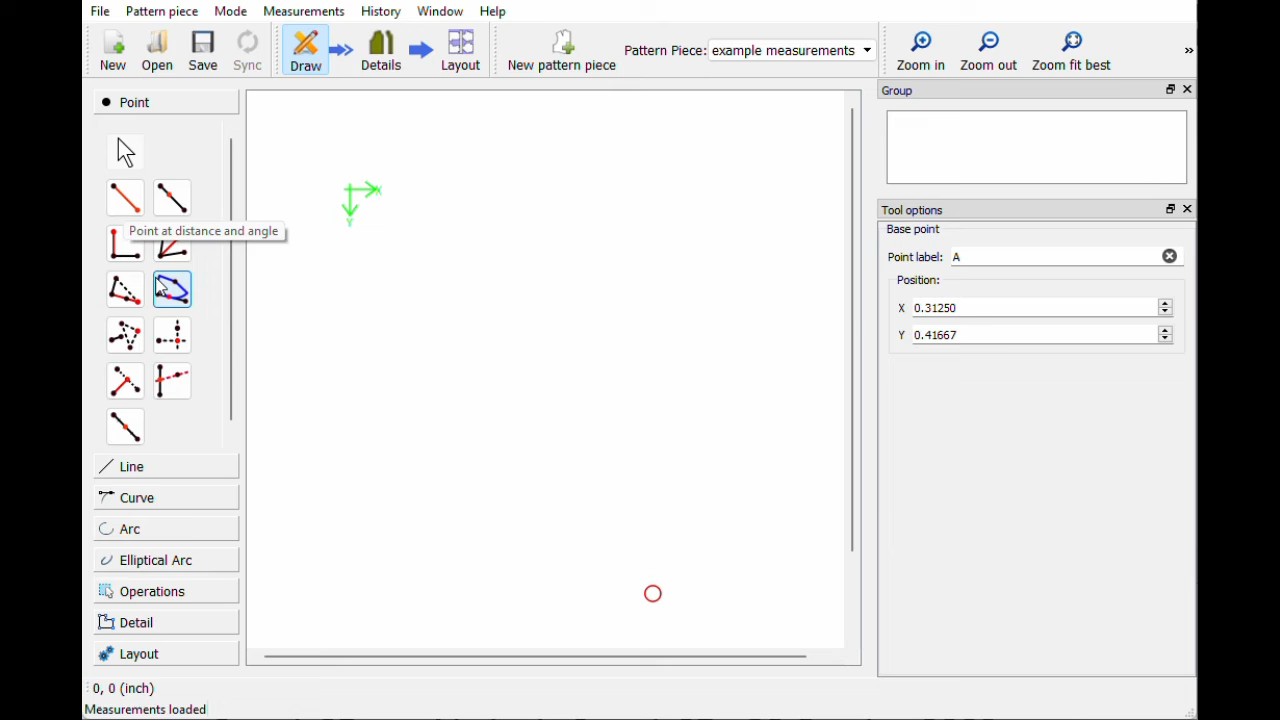 File Pattern piece Mode Measurements History Window Help
New Open Save Sync Draw Details Layout New pattern piece Pattern Piece: example measurements Zoom in Zoom out Zoom fit best »
Point
Point at distance and angle
Line
Curve
Arc
Elliptical Arc
Operations
Detail
Layout
X
Y
Group
Tool options
Base point
Point label: A
Position:
X 0.31250
Y 0.41667
0, 0 (inch)
Measurements loaded